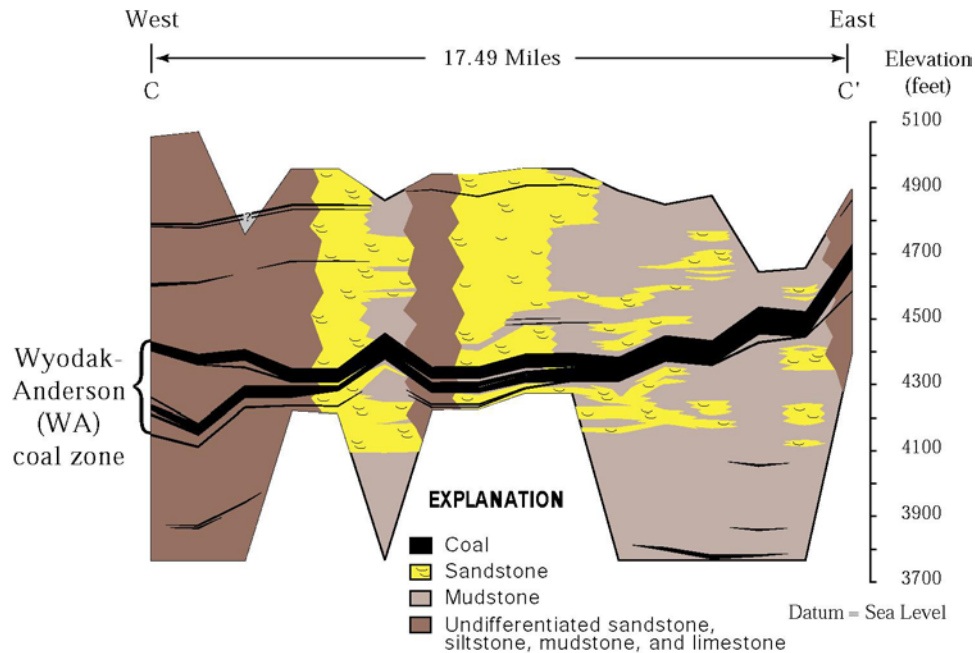 West
East
17.49 Miles
C
C'
Elevation
(feet)
5100
4900
4700
4500
4300
4100
3900
3700
?
Wyodak-
Anderson
(WA)
coal zone
EXPLANATION
Coal
Sandstone
Mudstone
Undifferentiated sandstone,
siltstone, mudstone, and limestone
Datum = Sea Level